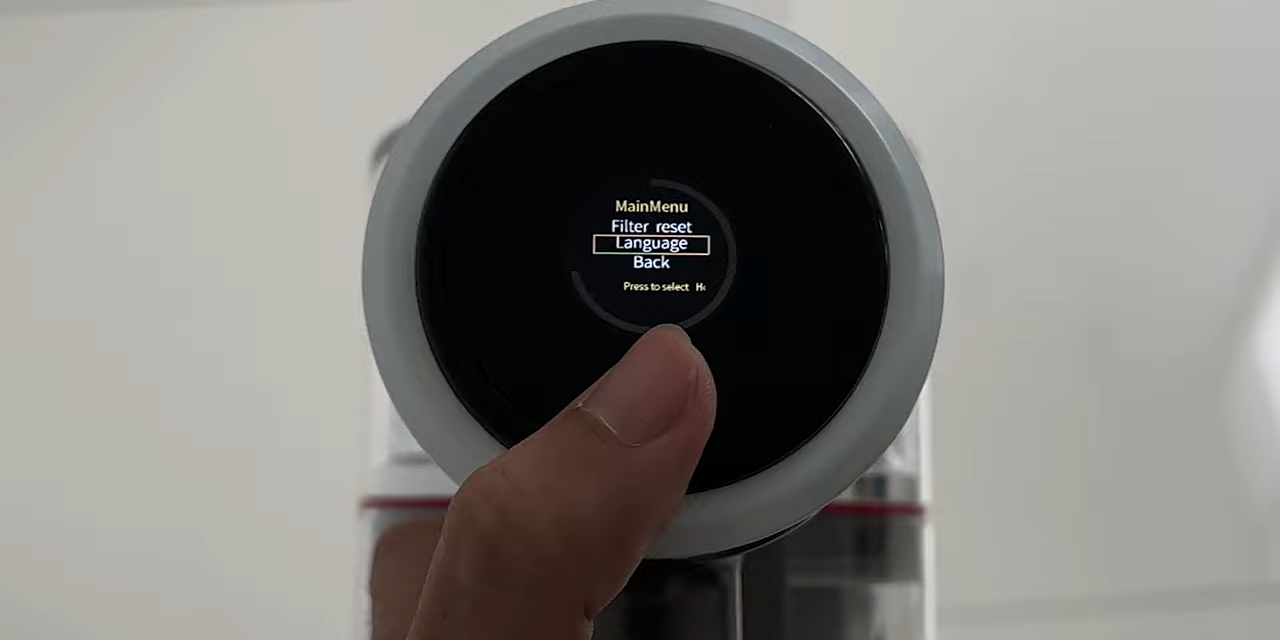 MainMenu
Filter reset
Language
Back
Press to select